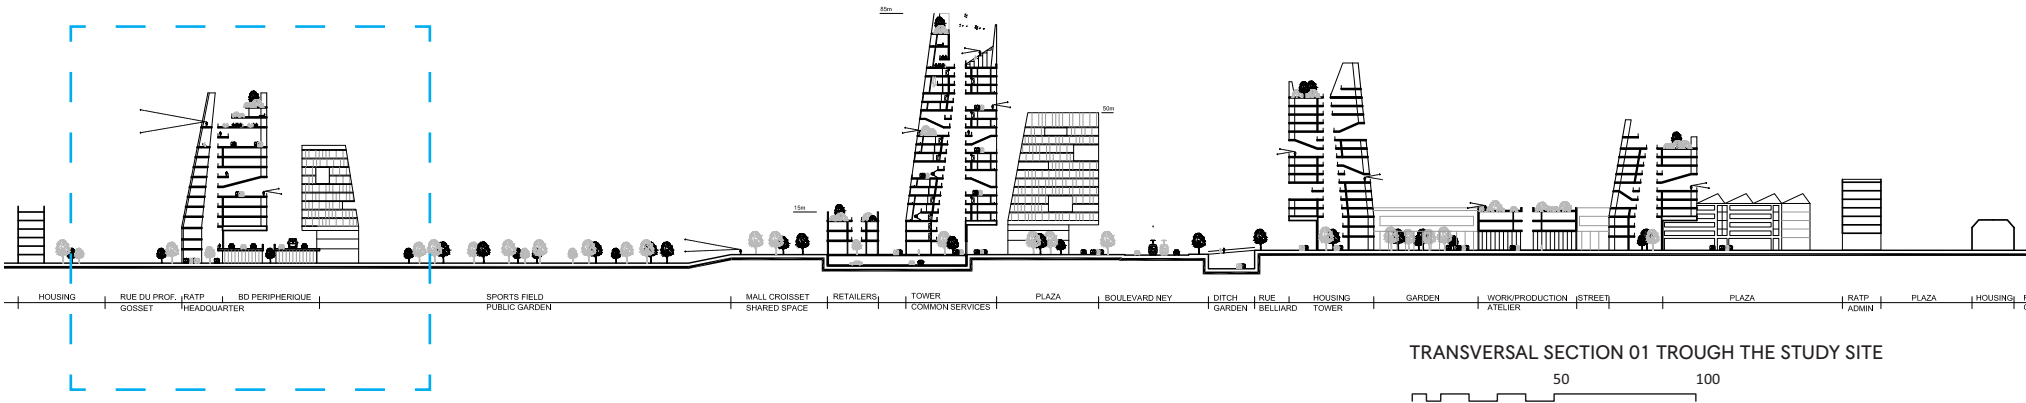 85m
50m
15m
HOUSING
RUE DU PROF.
GOSSET
RATP
HEADQUARTER
BD PERIPHERIQUE
SPORTS FIELD
PUBLIC GARDEN
MALL CROISSET
SHARED SPACE
RETAILERS
TOWER
COMMON SERVICES
PLAZA
BOULEVARD NEY
DITCH
GARDEN
RUE
BELLIARD
HOUSING
TOWER
GARDEN
WORK/PRODUCTION
ATELIER
STREET
PLAZA
RATP
ADMIN
PLAZA
HOUSING
TRANSVERSAL SECTION 01 TROUGH THE STUDY SITE
50 100